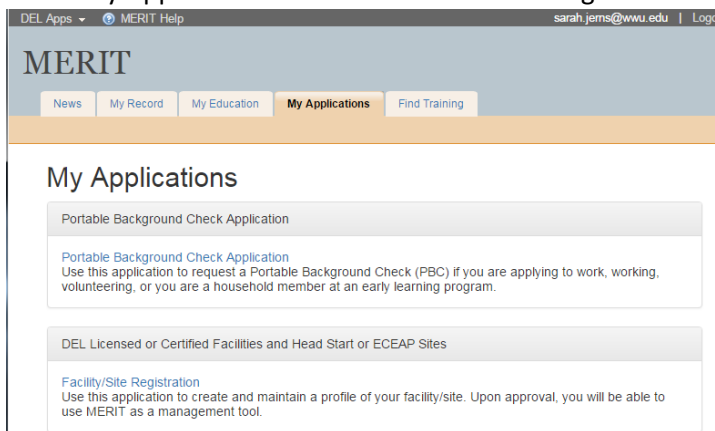 DEL Apps MERIT Help sarah.jerns@wwu.edu |
MERIT
News My Record My Education My Applications Find Training
My Applications
Portable Background Check Application
Portable Background Check Application
Use this application to request a Portable Background Check (PBC) if you are applying to work, working,
volunteering, or you are a household member at an early learning program.
DEL Licensed or Certified Facilities and Head Start or ECEAP Sites
Facility/Site Registration
Use this application to create and maintain a profile of your facility/site. Upon approval, you will be able to
use MERIT as a management tool.